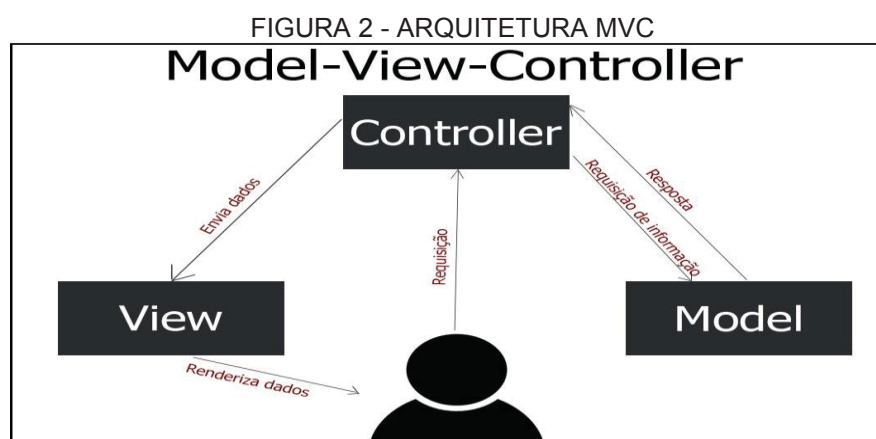 FIGURA 2 - ARQUITETURA MVC
Model-View-Controller
Controller
Envia dados
Requisição
Requisição de informação
Resposta
View
Model
Renderiza dados